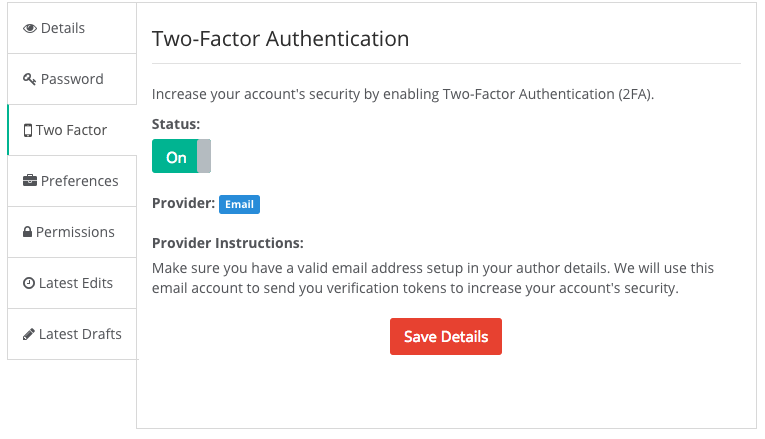 Details
Password
Two Factor
Preferences
Permissions
Latest Edits
Latest Drafts
Two-Factor Authentication
Increase your account's security by enabling Two-Factor Authentication (2FA).
Status:
On
Provider: Email
Provider Instructions:
Make sure you have a valid email address setup in your author details. We will use this
email account to send you verification tokens to increase your account's security.
Save Details